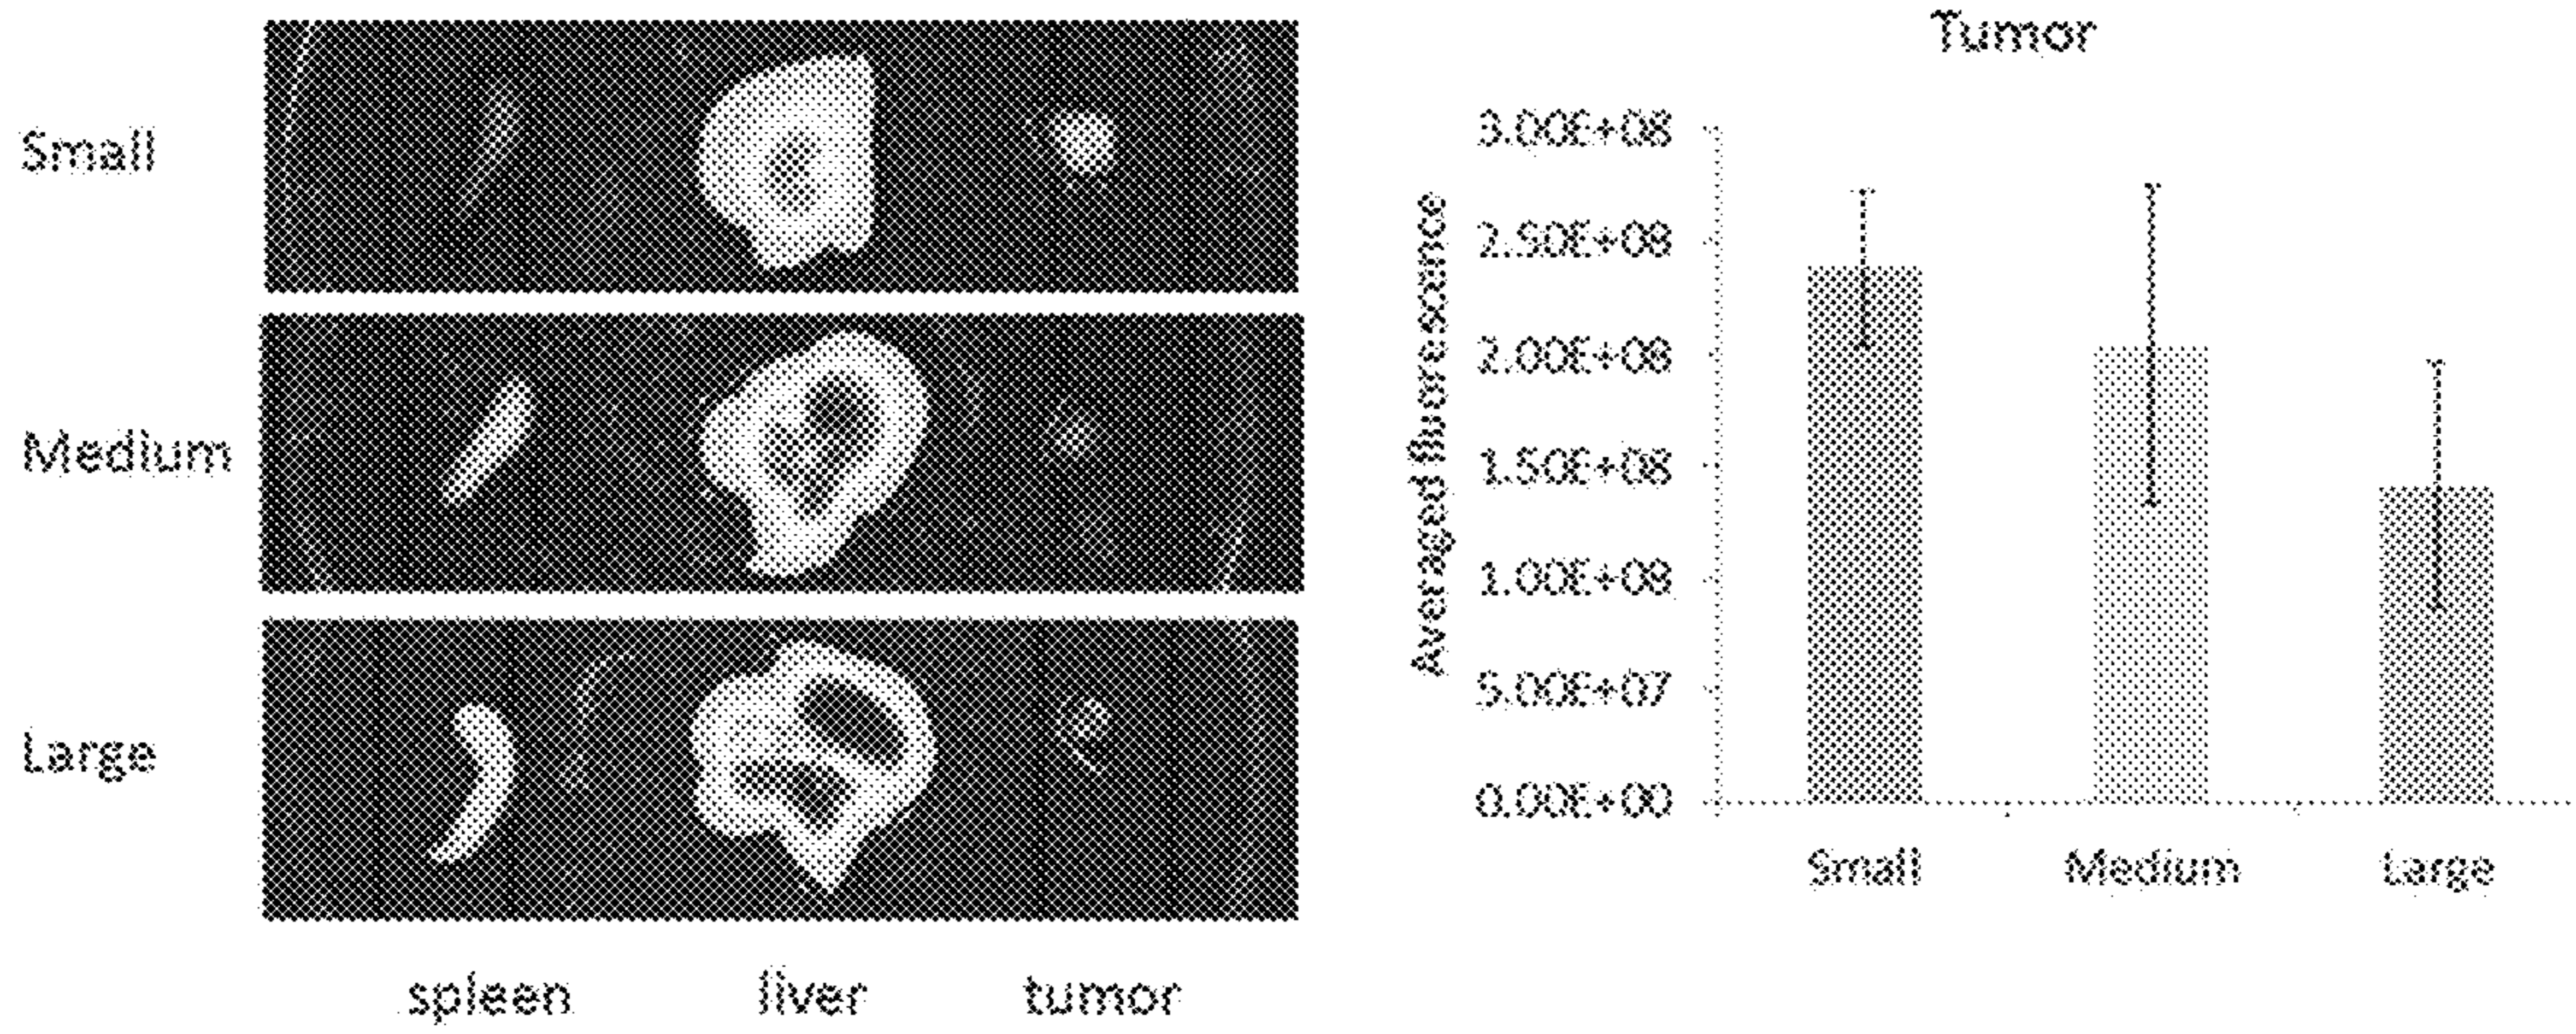 Small
Medium
Large
spleen liver tumor
Tumor
Averaged fluorescence
3.00E+08
2.50E+08
2.00E+08
1.50E+08
1.00E+08
5.00E+07
0.00E+00
Small Medium Large